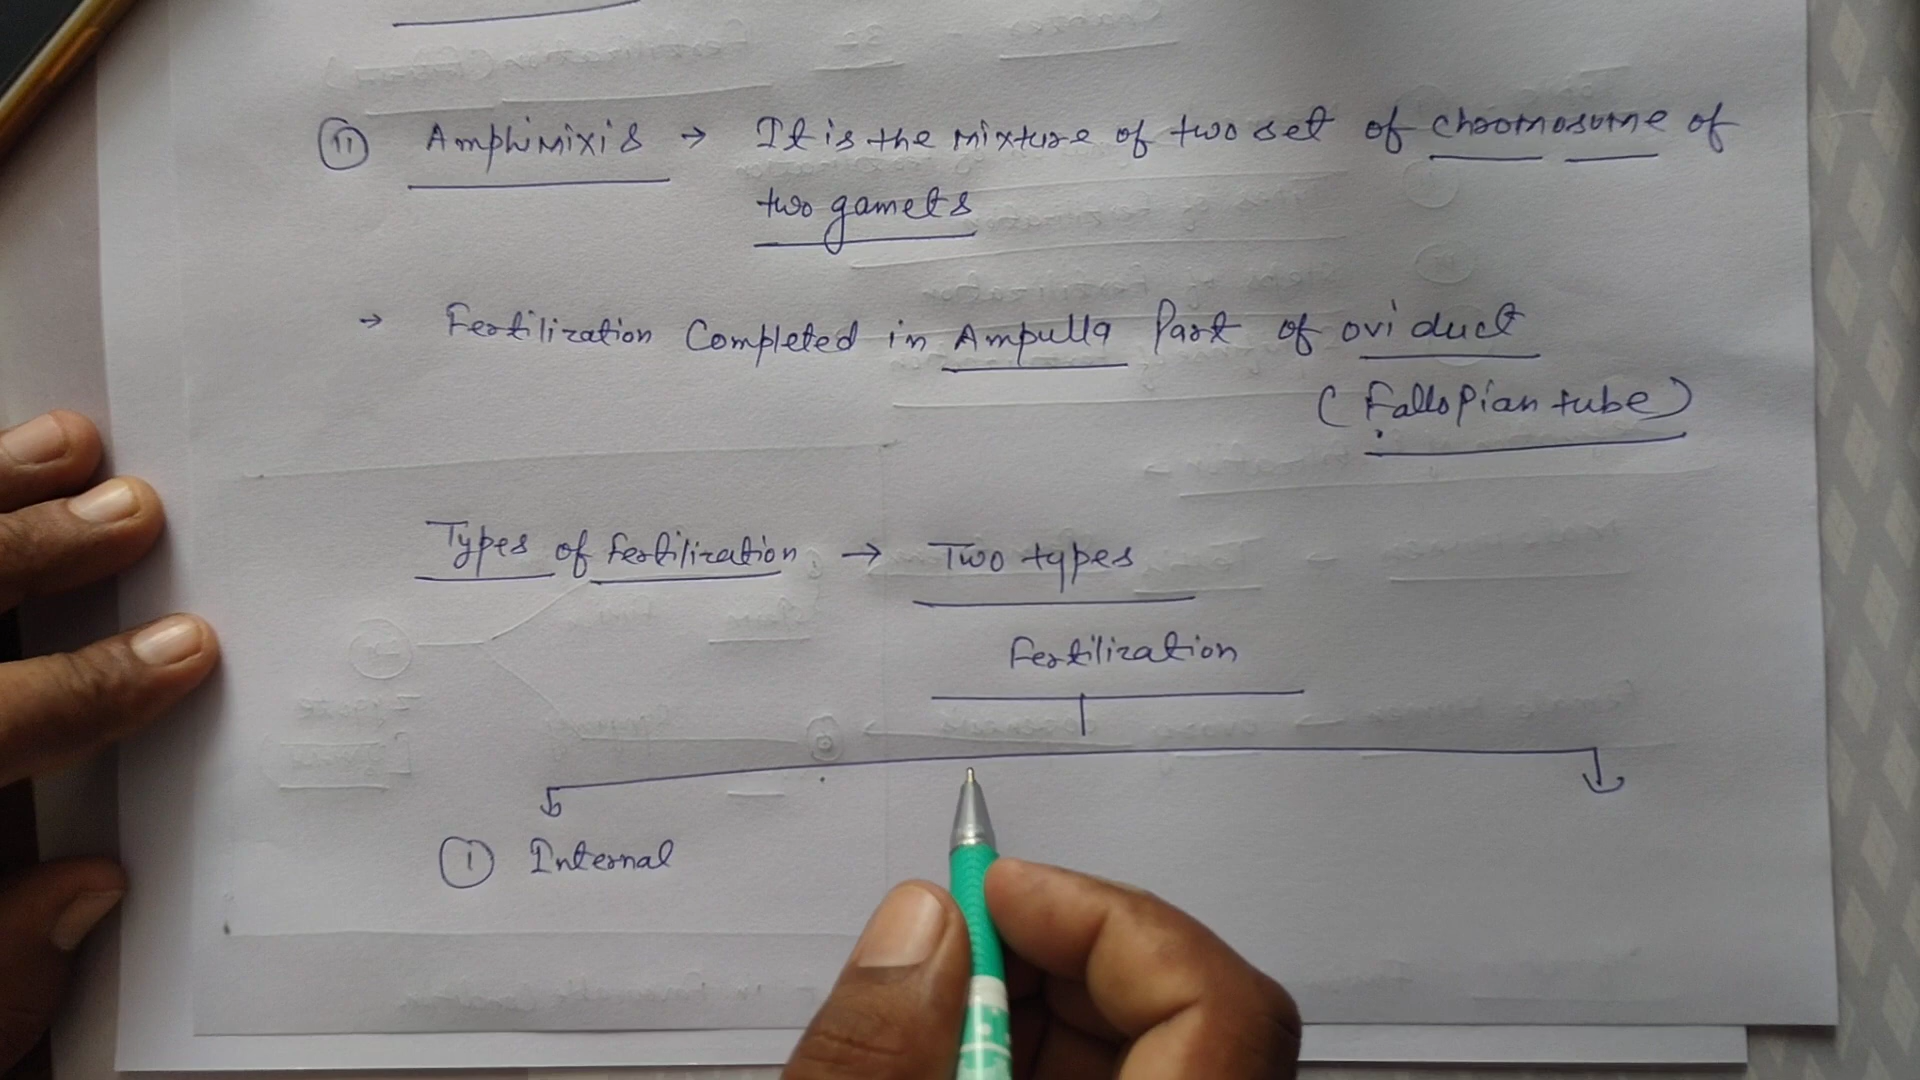 (ii) Amphimixis → It is the mixture of two set of chromosome of
two gamets
→ Fertilization Completed in Ampulla Part of oviduct
(Fallopian tube)
Types of fertilization → Two types
Fertilization
(1) Internal